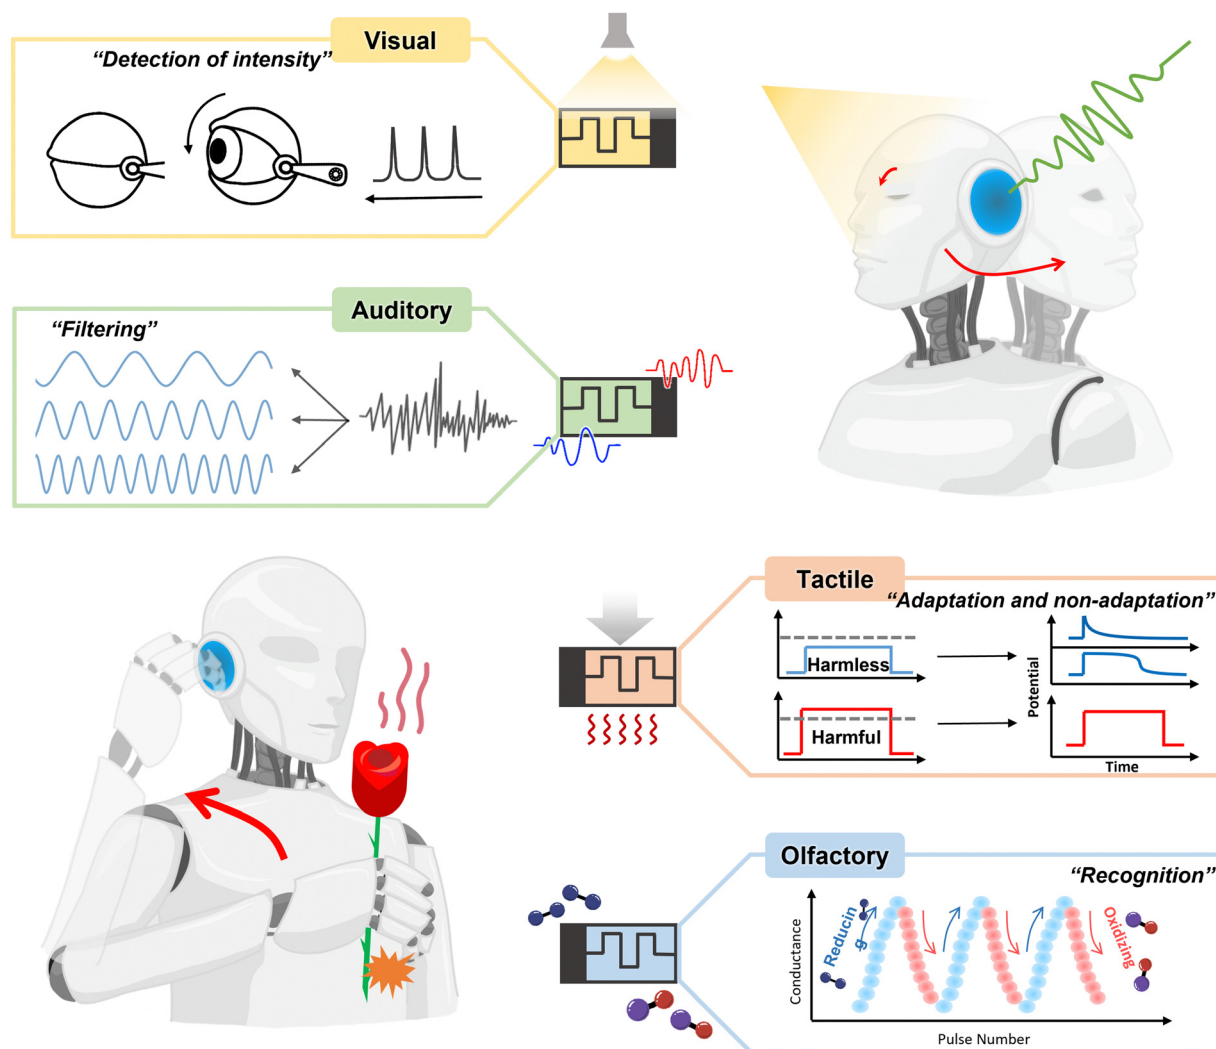 Visual
“Detection of intensity”
Auditory
“Filtering”
Tactile
“Adaptation and non-adaptation”
Harmless
Harmful
Potential
Time
Olfactory
“Recognition”
Reducin
g
Oxidizing
Conductance
Pulse Number